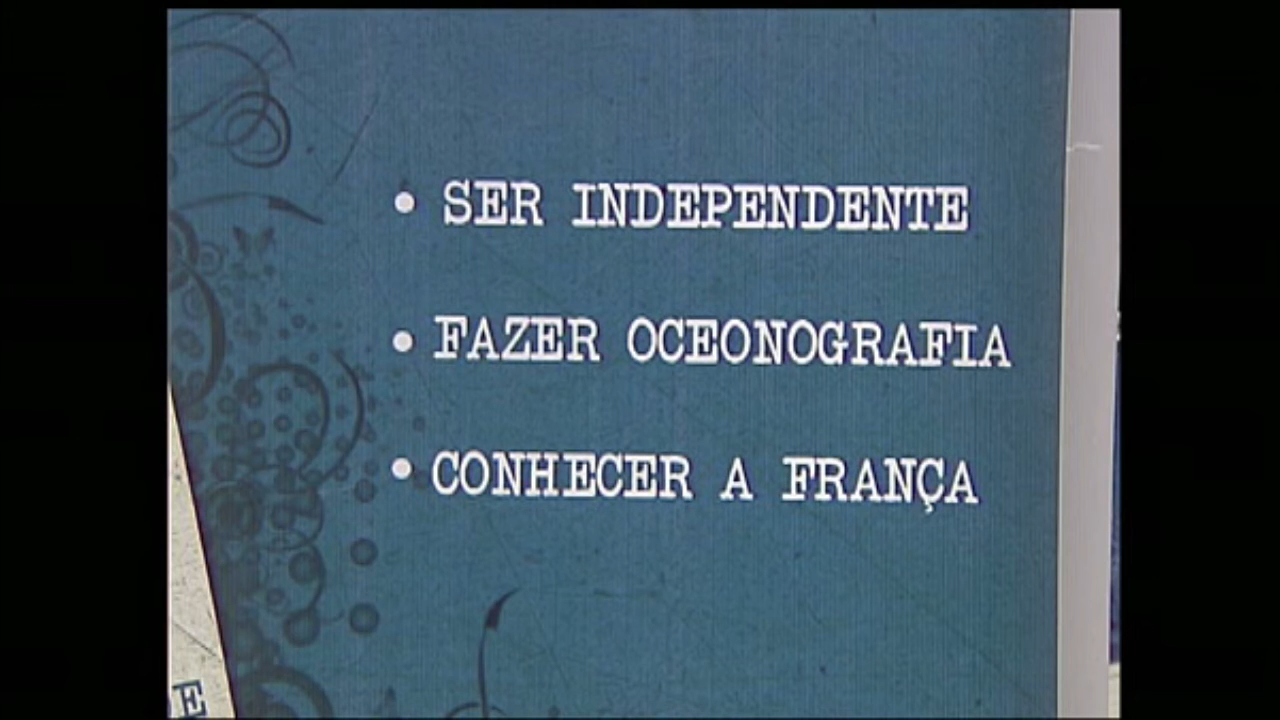 • SER INDEPENDENTE
• FAZER OCEONOGRAFIA
• CONHECER A FRANÇA
E